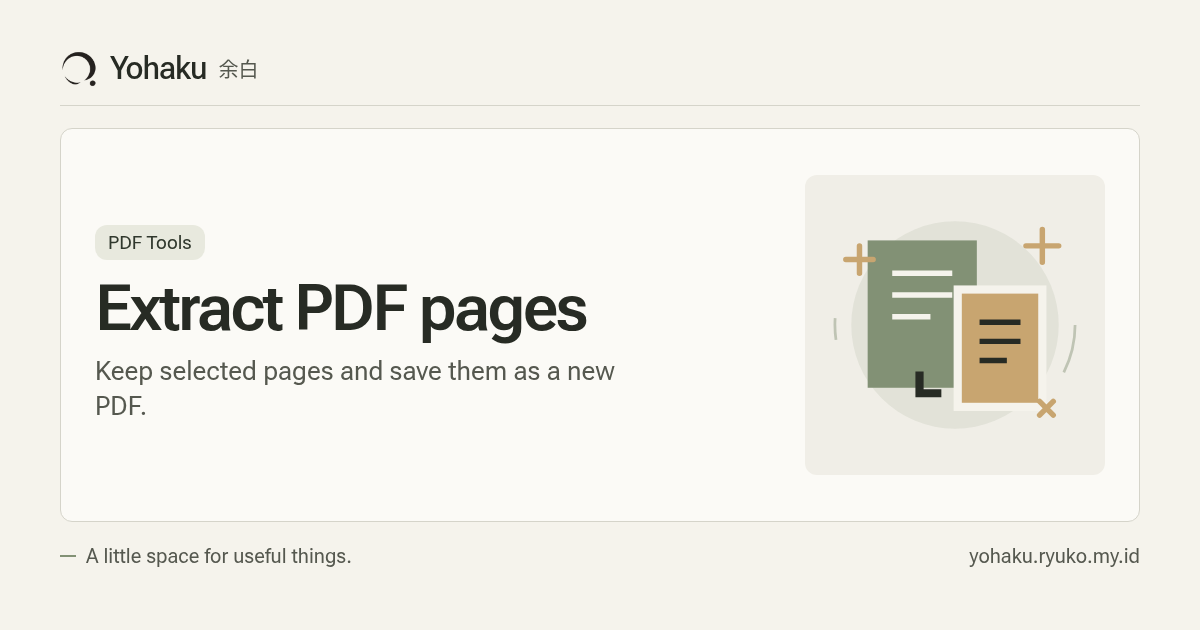 Yohaku 余白
PDF Tools
Extract PDF pages
Keep selected pages and save them as a new
PDF.
— A little space for useful things.
yohaku.ryuko.my.id